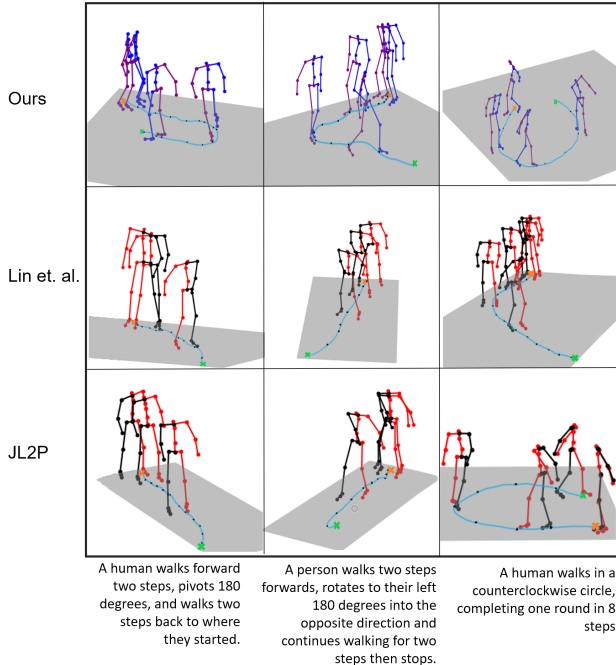 Ours
Lin et. al.
JL2P
A human walks forward
two steps, pivots 180
degrees, and walks two
steps back to where
they started.
A person walks two steps
forwards, rotates to their left
180 degrees into the
opposite direction and
continues walking for two
steps then stops.
A human walks in a
counterclockwise circle,
completing one round in 8
steps